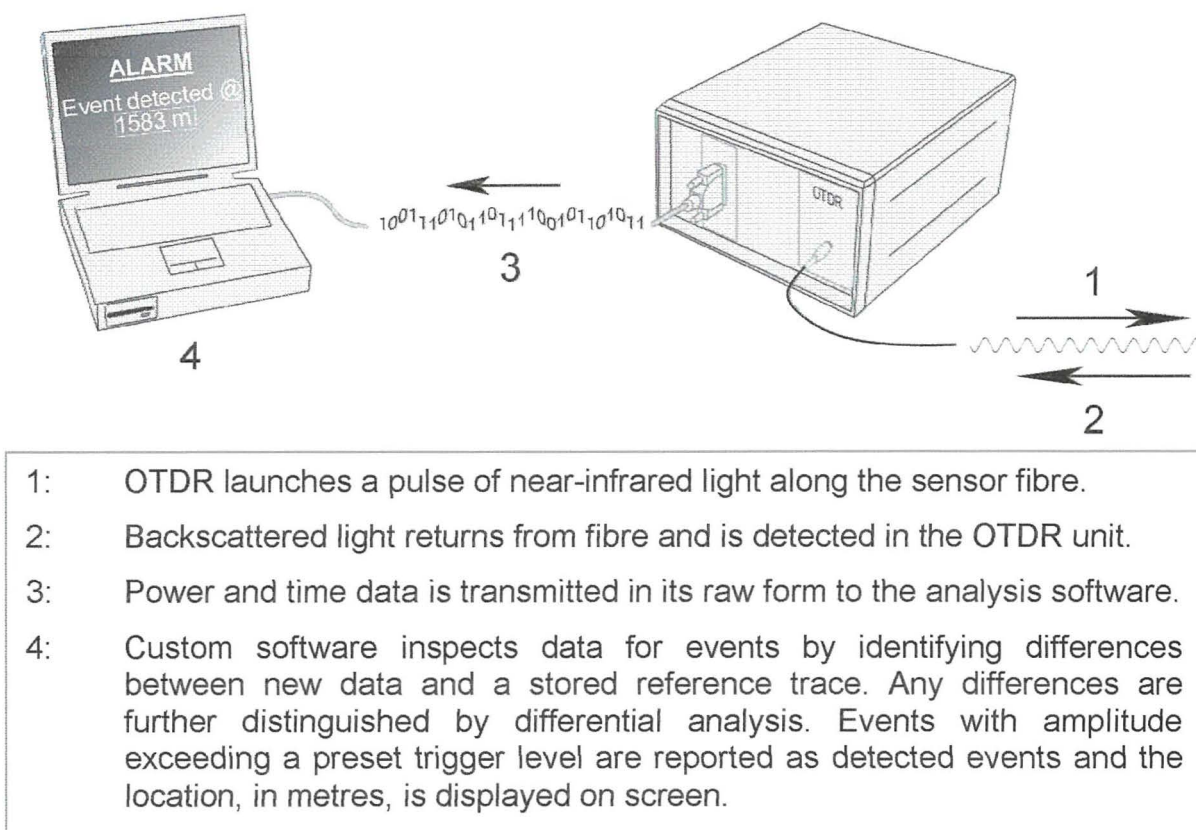 ALARM
Event detected @
1583 m
OTDR
100111010110111100101101011
3
1
2
4
1: OTDR launches a pulse of near-infrared light along the sensor fibre.
2: Backscattered light returns from fibre and is detected in the OTDR unit.
3: Power and time data is transmitted in its raw form to the analysis software.
4: Custom software inspects data for events by identifying differences
between new data and a stored reference trace. Any differences are
further distinguished by differential analysis. Events with amplitude
exceeding a preset trigger level are reported as detected events and the
location, in metres, is displayed on screen.